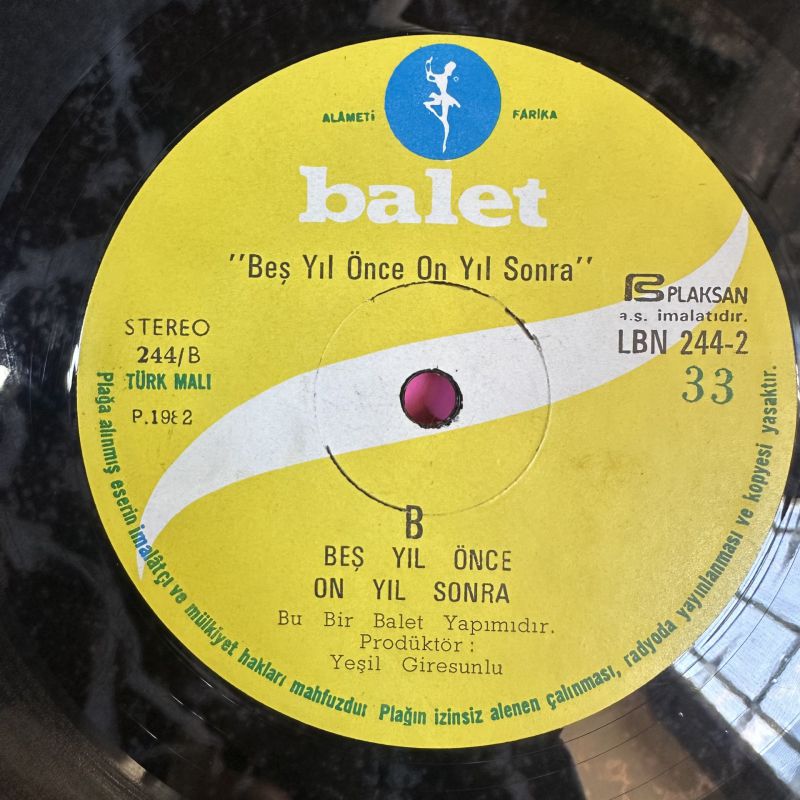 ALAMETİ FARİKA
balet
"Beş Yıl Önce On Yıl Sonra"
STEREO
244/B
TÜRK MALI
P.1982
PLAKSAN
a.ş. imalatıdır.
LBN 244-2
33
B
BEŞ YIL ÖNCE
ON YIL SONRA
Bu Bir Balet Yapımıdır.
Prodüktör :
Yeşil Giresunlu
Plağa alınmış eserin imalâtçı ve mülkiyet hakları mahfuzdur Plağın izinsiz alenen çalınması, radyoda yayınlanması ve kopyesi yasaktır.